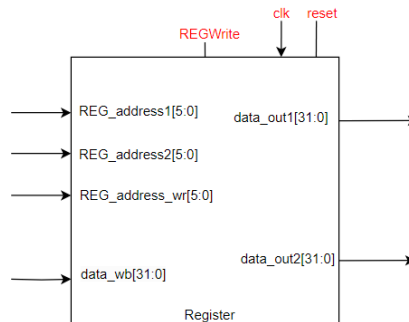 clk reset
REGWrite
REG_address1[5:0]
data_out1[31:0]
REG_address2[5:0]
REG_address_wr[5:0]
data_out2[31:0]
data_wb[31:0]
Register